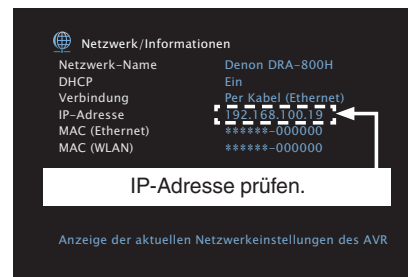 Netzwerk/Informationen
Netzwerk-Name Denon DRA-800H
DHCP Ein
Verbindung Per Kabel (Ethernet)
IP-Adresse 192.168.100.19
MAC (Ethernet) ******-000000
MAC (WLAN) ******-000000
IP-Adresse prüfen.
Anzeige der aktuellen Netzwerkeinstellungen des AVR